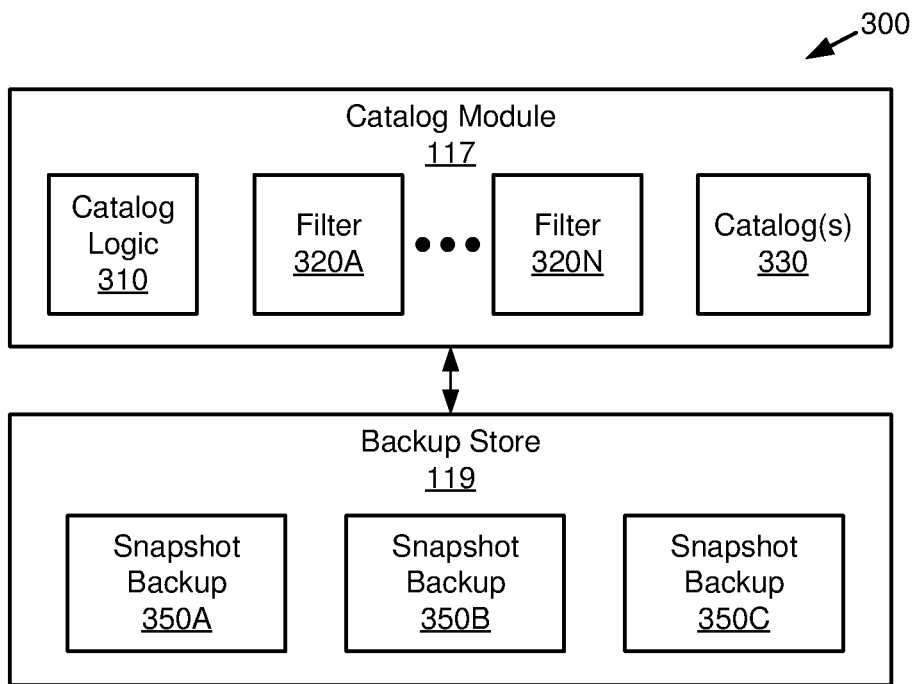 300
Catalog Module
117
Catalog
Logic
310
Filter
320A
Filter
320N
Catalog(s)
330
Backup Store
119
Snapshot
Backup
350A
Snapshot
Backup
350B
Snapshot
Backup
350C